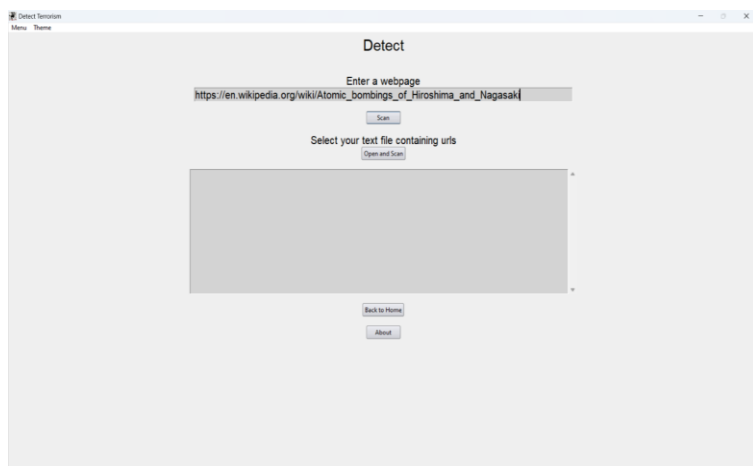 Detect Terrorism
Menu Theme
Detect
Enter a webpage
https://en.wikipedia.org/wiki/Atomic_bombings_of_Hiroshima_and_Nagasaki
Scan
Select your text file containing urls
Open and Scan
Back to Home
About